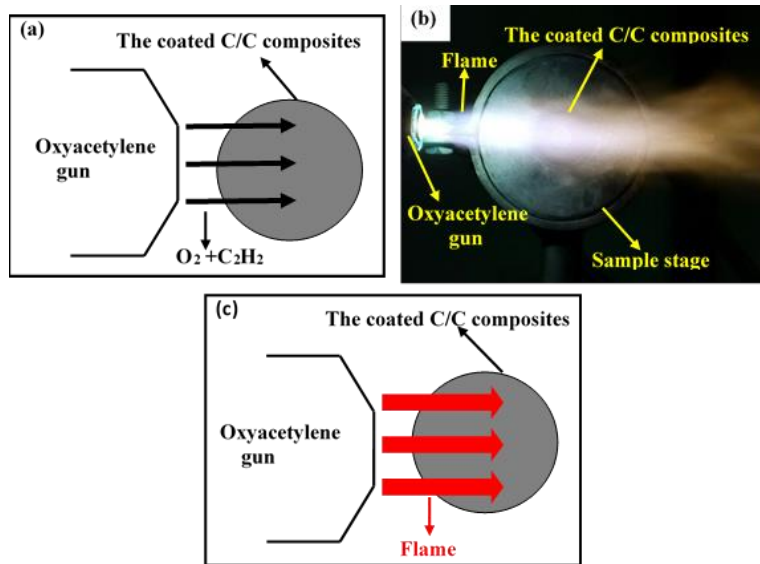 (a)
The coated C/C composites
Oxyacetylene
gun
O₂ +C₂H₂
(b)
The coated C/C composites
Flame
Oxyacetylene
gun
Sample stage
(c)
The coated C/C composites
Oxyacetylene
gun
Flame